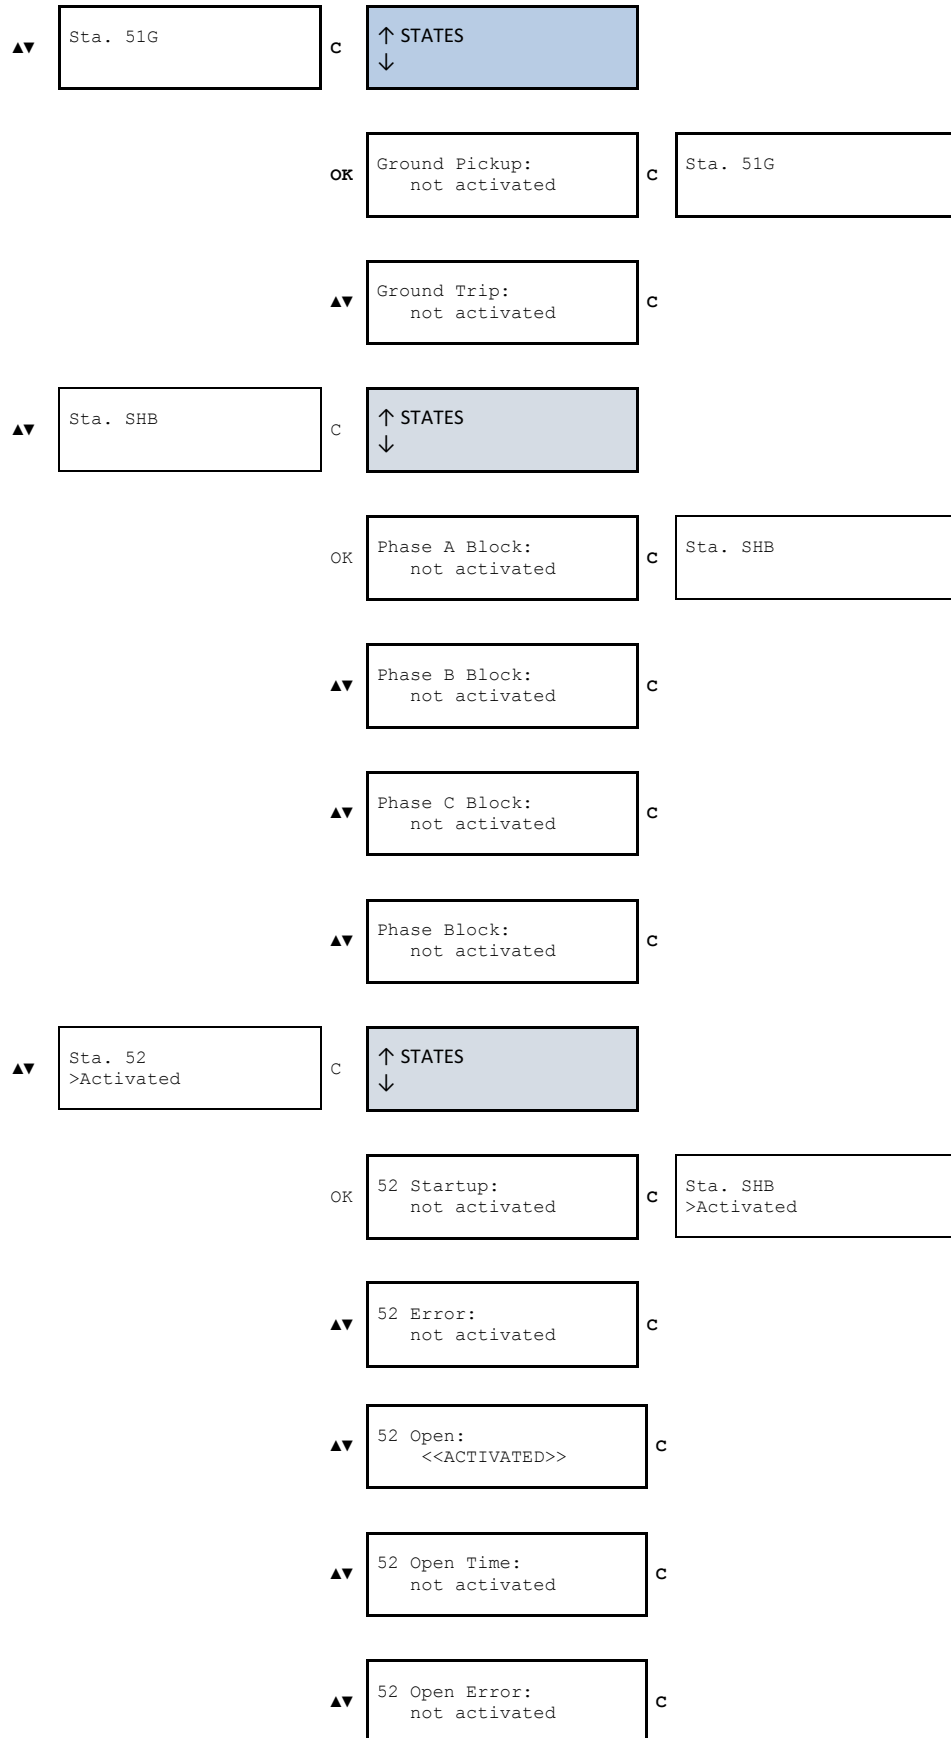 ▲▼ Sta. 51G C ↑ STATES
↓
OK Ground Pickup: C Sta. 51G
not activated
▲▼ Ground Trip: C
not activated
▲▼ Sta. SHB C ↑ STATES
↓
OK Phase A Block: C Sta. SHB
not activated
▲▼ Phase B Block: C
not activated
▲▼ Phase C Block: C
not activated
▲▼ Phase Block: C
not activated
▲▼ Sta. 52 C ↑ STATES
>Activated ↓
OK 52 Startup: C Sta. SHB
not activated >Activated
▲▼ 52 Error: C
not activated
▲▼ 52 Open: C
<<ACTIVATED>>
▲▼ 52 Open Time: C
not activated
▲▼ 52 Open Error: C
not activated